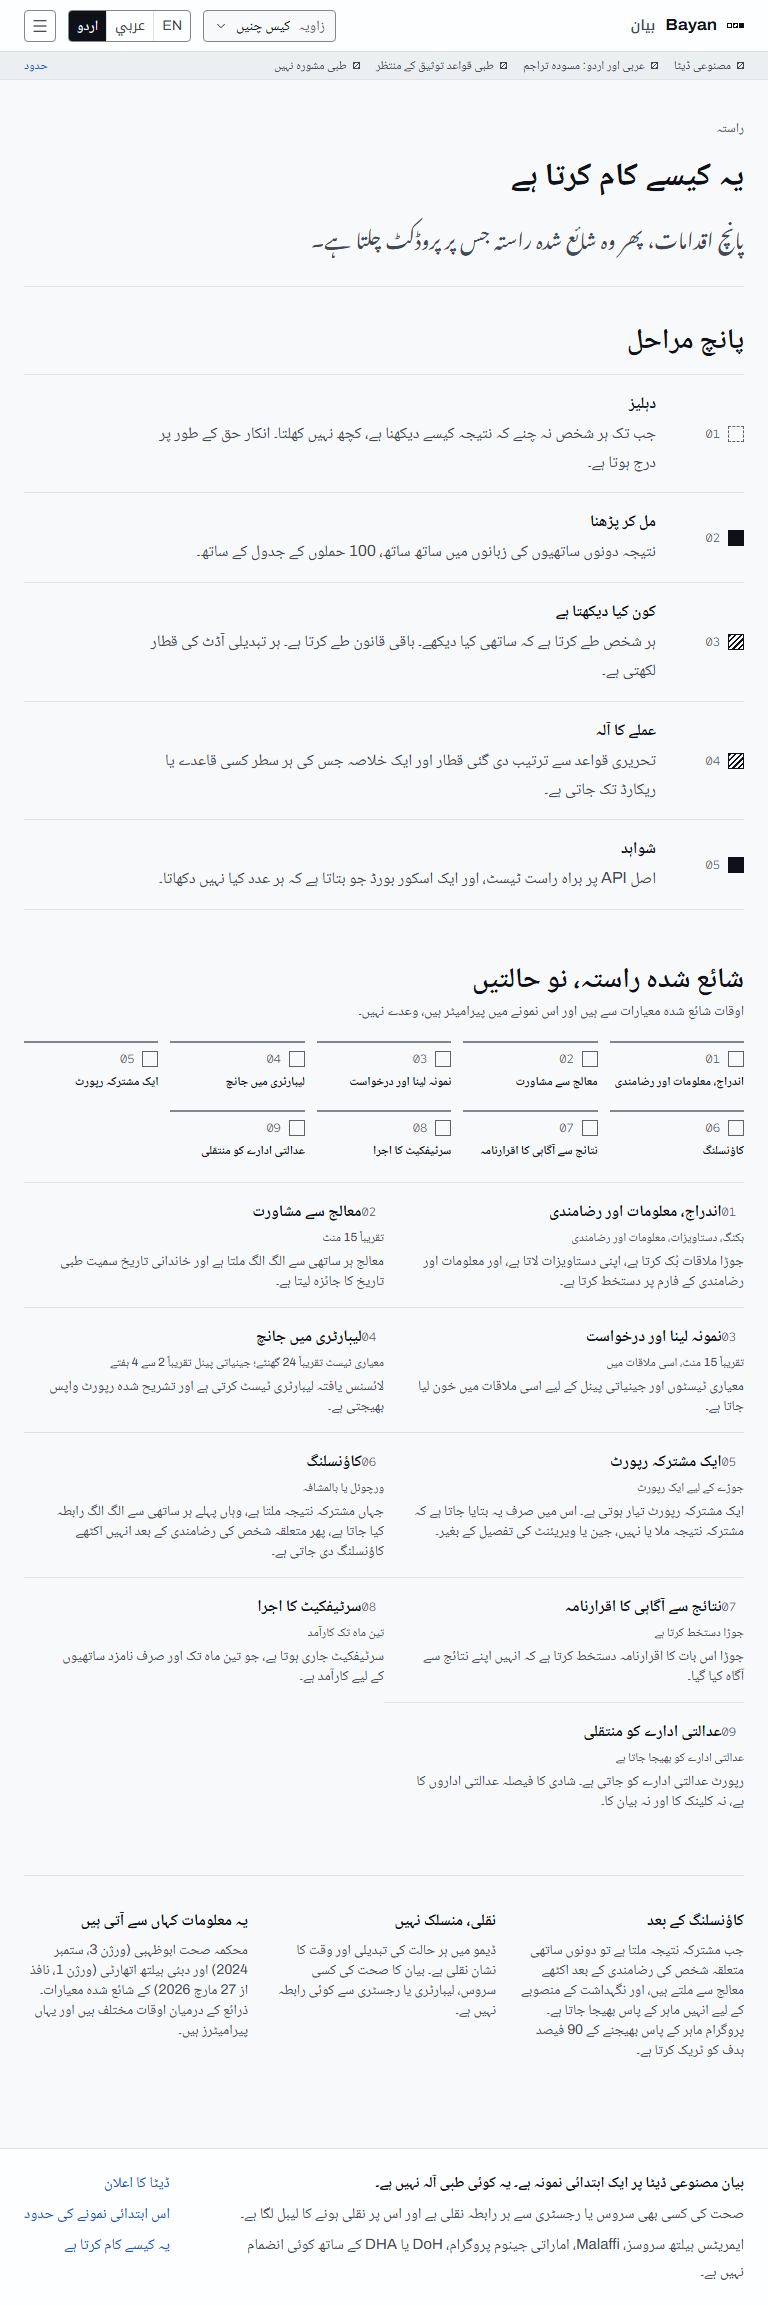 Bayan بیان
زاویہ کیس چنیں
EN عربي اردو
مصنوعی ڈیٹا
عربی اور اردو: مسودہ تراجم
طبی قواعد توثیق کے منتظر
طبی مشورہ نہیں
حدود
راستہ
یہ کیسے کام کرتا ہے
پانچ اقدامات، پھر وہ شائع شدہ راستہ جس پر پروڈکٹ چلتا ہے۔
پانچ مراحل
01
دہلیز
جب تک ہر شخص نہ چنے کہ نتیجہ کیسے دیکھنا ہے، کچھ نہیں کھلتا۔ انکار حق کے طور پر
درج ہوتا ہے۔
02
مل کر پڑھنا
نتیجہ دونوں ساتھیوں کی زبانوں میں ساتھ ساتھ، 100 حملوں کے جدول کے ساتھ۔
03
کون کیا دیکھتا ہے
ہر شخص طے کرتا ہے کہ ساتھی کیا دیکھے۔ باقی قانون طے کرتا ہے۔ ہر تبدیلی آڈٹ کی قطار
لکھتی ہے۔
04
عملے کا آلہ
تحریری قواعد سے ترتیب دی گئی قطار اور ایک خلاصہ جس کی ہر سطر کسی قاعدے یا
ریکارڈ تک جاتی ہے۔
05
شواہد
اصل API پر براہ راست ٹیسٹ، اور ایک اسکور بورڈ جو بتاتا ہے کہ ہر عدد کیا نہیں دکھاتا۔
شائع شدہ راستہ، نو حالتیں
اوقات شائع شدہ معیارات سے ہیں اور اس نمونے میں پیرامیٹر ہیں، وعدے نہیں۔
01
اندراج، معلومات اور رضامندی
02
معالج سے مشاورت
03
نمونہ لینا اور درخواست
04
لیبارٹری میں جانچ
05
ایک مشترکہ رپورٹ
06
کاؤنسلنگ
07
نتائج سے آگاہی کا اقرارنامہ
08
سرٹیفکیٹ کا اجرا
09
عدالتی ادارے کو منتقلی
01 اندراج، معلومات اور رضامندی
بکنگ، دستاویزات، معلومات اور رضامندی
جوڑا ملاقات بُک کرتا ہے، اپنی دستاویزات لاتا ہے، اور معلومات اور
رضامندی کے فارم پر دستخط کرتا ہے۔
02 معالج سے مشاورت
تقریباً 15 منٹ
معالج ہر ساتھی سے الگ الگ ملتا ہے اور خاندانی تاریخ سمیت طبی
تاریخ کا جائزہ لیتا ہے۔
03 نمونہ لینا اور درخواست
تقریباً 15 منٹ، اسی ملاقات میں
معیاری ٹیسٹوں اور جینیاتی پینل کے لیے اسی ملاقات میں خون لیا
جاتا ہے۔
04 لیبارٹری میں جانچ
معیاری ٹیسٹ تقریباً 24 گھنٹے؛ جینیاتی پینل تقریباً 2 سے 4 ہفتے
لائسنس یافتہ لیبارٹری ٹیسٹ کرتی ہے اور تشریح شدہ رپورٹ واپس
بھیجتی ہے۔
05 ایک مشترکہ رپورٹ
جوڑے کے لیے ایک رپورٹ
ایک مشترکہ رپورٹ تیار ہوتی ہے۔ اس میں صرف یہ بتایا جاتا ہے کہ
مشترکہ نتیجہ ملا یا نہیں، جین یا ویریئنٹ کی تفصیل کے بغیر۔
06 کاؤنسلنگ
ورچوئل یا بالمشافہ
جہاں مشترکہ نتیجہ ملتا ہے، وہاں پہلے ہر ساتھی سے الگ الگ رابطہ
کیا جاتا ہے، پھر متعلقہ شخص کی رضامندی کے بعد انہیں اکٹھے
کاؤنسلنگ دی جاتی ہے۔
07 نتائج سے آگاہی کا اقرارنامہ
جوڑا دستخط کرتا ہے
جوڑا اس بات کا اقرارنامہ دستخط کرتا ہے کہ انہیں اپنے نتائج سے
آگاہ کیا گیا۔
08 سرٹیفکیٹ کا اجرا
تین ماہ تک کارآمد
سرٹیفکیٹ جاری ہوتا ہے، جو تین ماہ تک اور صرف نامزد ساتھیوں
کے لیے کارآمد ہے۔
09 عدالتی ادارے کو منتقلی
عدالتی ادارے کو بھیجا جاتا ہے
رپورٹ عدالتی ادارے کو جاتی ہے۔ شادی کا فیصلہ عدالتی اداروں کا
ہے، نہ کلینک کا اور نہ بیان کا۔
کاؤنسلنگ کے بعد
جب مشترکہ نتیجہ ملتا ہے تو دونوں ساتھی
متعلقہ شخص کی رضامندی کے بعد اکٹھے
معالج سے ملتے ہیں، اور نگہداشت کے منصوبے
کے لیے انہیں ماہر کے پاس بھیجا جاتا ہے۔
پروگرام ماہر کے پاس بھیجنے کے 90 فیصد
ہدف کو ٹریک کرتا ہے۔
نقلی، منسلک نہیں
ڈیمو میں ہر حالت کی تبدیلی اور وقت کا
نشان نقلی ہے۔ بیان کا صحت کی کسی
سروس، لیبارٹری یا رجسٹری سے کوئی رابطہ
نہیں ہے۔
یہ معلومات کہاں سے آتی ہیں
محکمہ صحت ابوظہبی (ورژن 3، ستمبر
2024) اور دبئی ہیلتھ اتھارٹی (ورژن 1، نافذ
از 27 مارچ 2026) کے شائع شدہ معیارات۔
ذرائع کے درمیان اوقات مختلف ہیں اور یہاں
پیرامیٹرز ہیں۔
بیان مصنوعی ڈیٹا پر ایک ابتدائی نمونہ ہے۔ یہ کوئی طبی آلہ نہیں ہے۔
صحت کی کسی بھی سروس یا رجسٹری سے ہر رابطہ نقلی ہے اور اس پر نقلی ہونے کا لیبل لگا ہے۔
ایمریٹس ہیلتھ سروسز، Malaffi، اماراتی جینوم پروگرام، DoH یا DHA کے ساتھ کوئی انضمام
نہیں ہے۔
ڈیٹا کا اعلان
اس ابتدائی نمونے کی حدود
یہ کیسے کام کرتا ہے